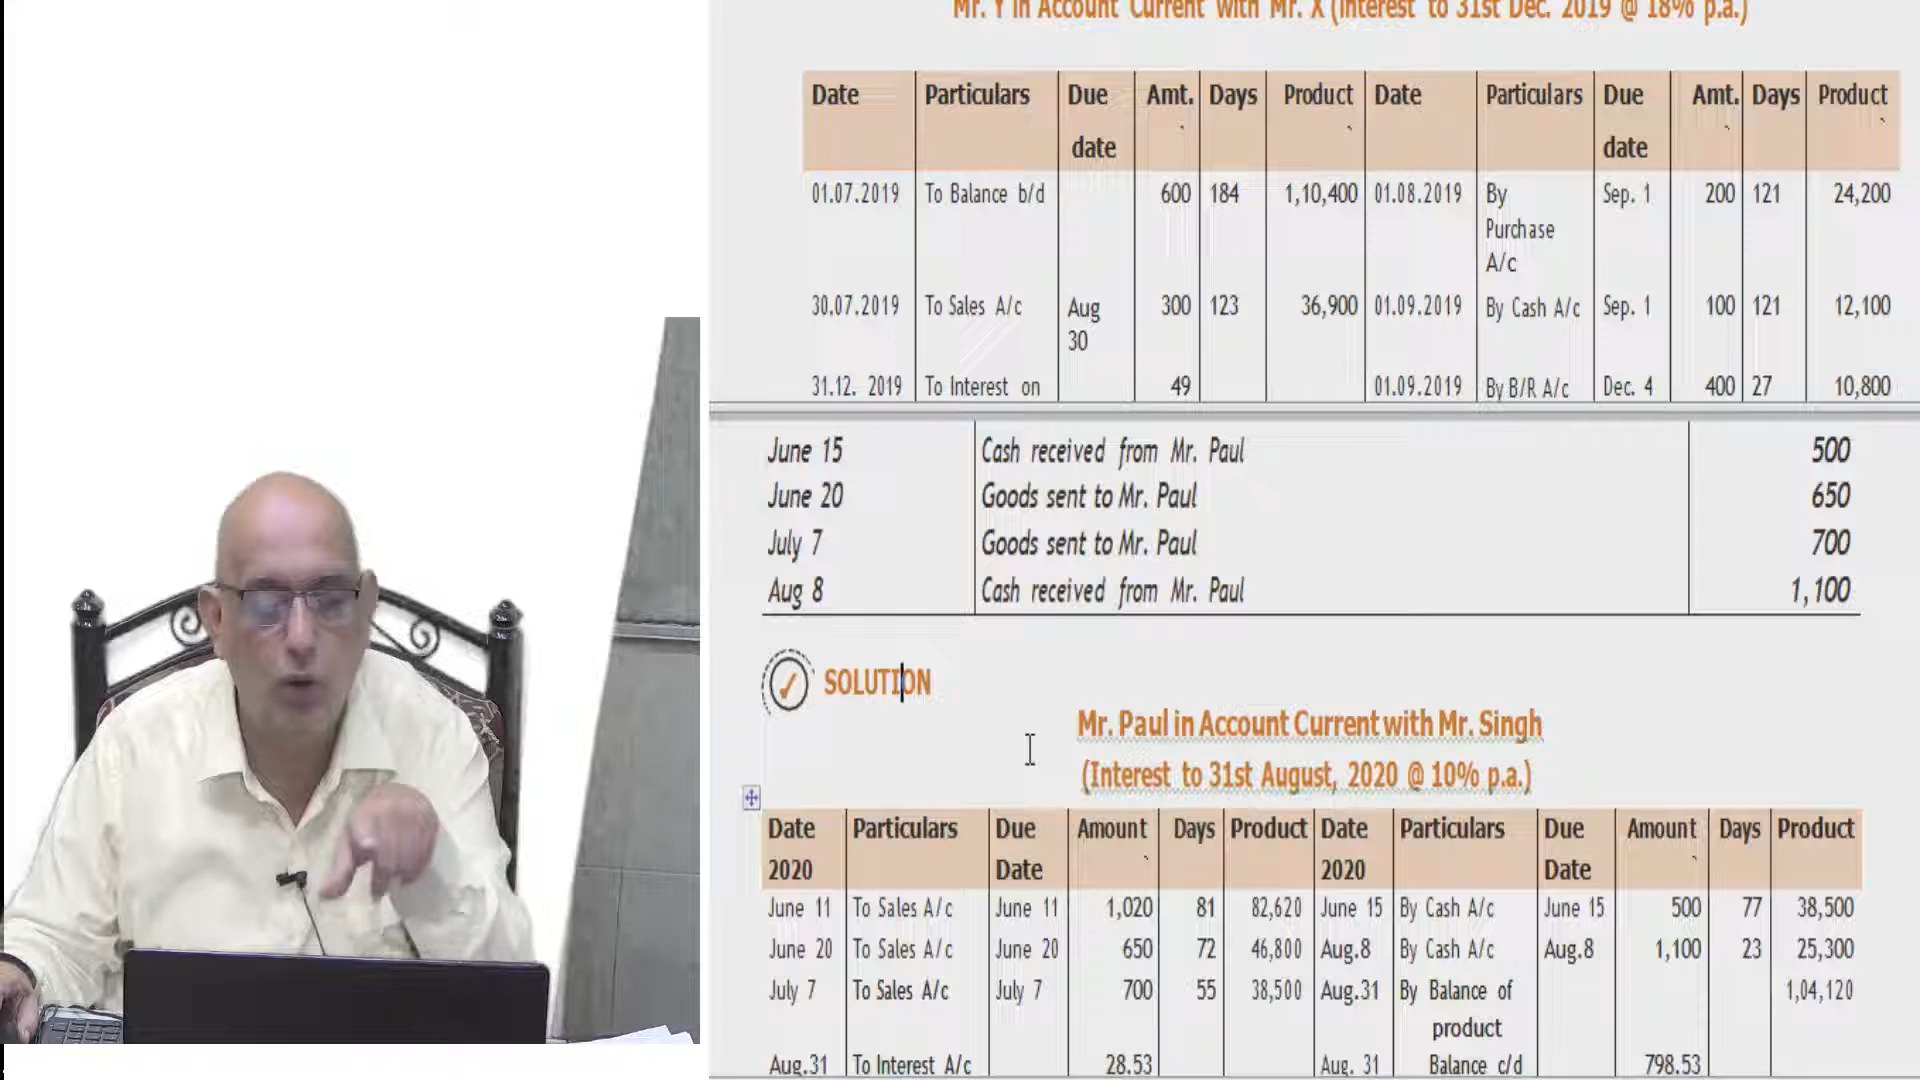 Mr. Y in Account Current with Mr. X (Interest to 31st Dec. 2019 @ 18% p.a.)
Date Particulars Due date Amt. Days Product Date Particulars Due date Amt. Days Product
01.07.2019 To Balance b/d 600 184 1,10,400 01.08.2019 By Purchase A/c Sep. 1 200 121 24,200
30.07.2019 To Sales A/c Aug 30 300 123 36,900 01.09.2019 By Cash A/c Sep. 1 100 121 12,100
31.12. 2019 To Interest on 49 01.09.2019 By B/R A/c Dec. 4 400 27 10,800
June 15 Cash received from Mr. Paul 500
June 20 Goods sent to Mr. Paul 650
July 7 Goods sent to Mr. Paul 700
Aug 8 Cash received from Mr. Paul 1,100
SOLUTION
Mr. Paul in Account Current with Mr. Singh
(Interest to 31st August, 2020 @ 10% p.a.)
Date 2020 Particulars Due Date Amount Days Product Date 2020 Particulars Due Date Amount Days Product
June 11 To Sales A/c June 11 1,020 81 82,620 June 15 By Cash A/c June 15 500 77 38,500
June 20 To Sales A/c June 20 650 72 46,800 Aug.8 By Cash A/c Aug.8 1,100 23 25,300
July 7 To Sales A/c July 7 700 55 38,500 Aug.31 By Balance of product 1,04,120
Aug.31 To Interest A/c 28.53 Aug. 31 Balance c/d 798.53